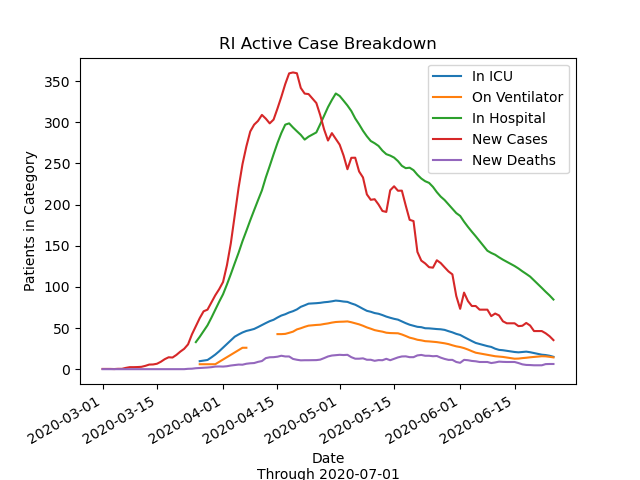 RI Active Case Breakdown
In ICU
On Ventilator
In Hospital
New Cases
New Deaths
Patients in Category
350
300
250
200
150
100
50
0
2020-03-01
2020-03-15
2020-04-01
2020-04-15
2020-05-01
2020-05-15
2020-06-01
2020-06-15
Date
Through 2020-07-01